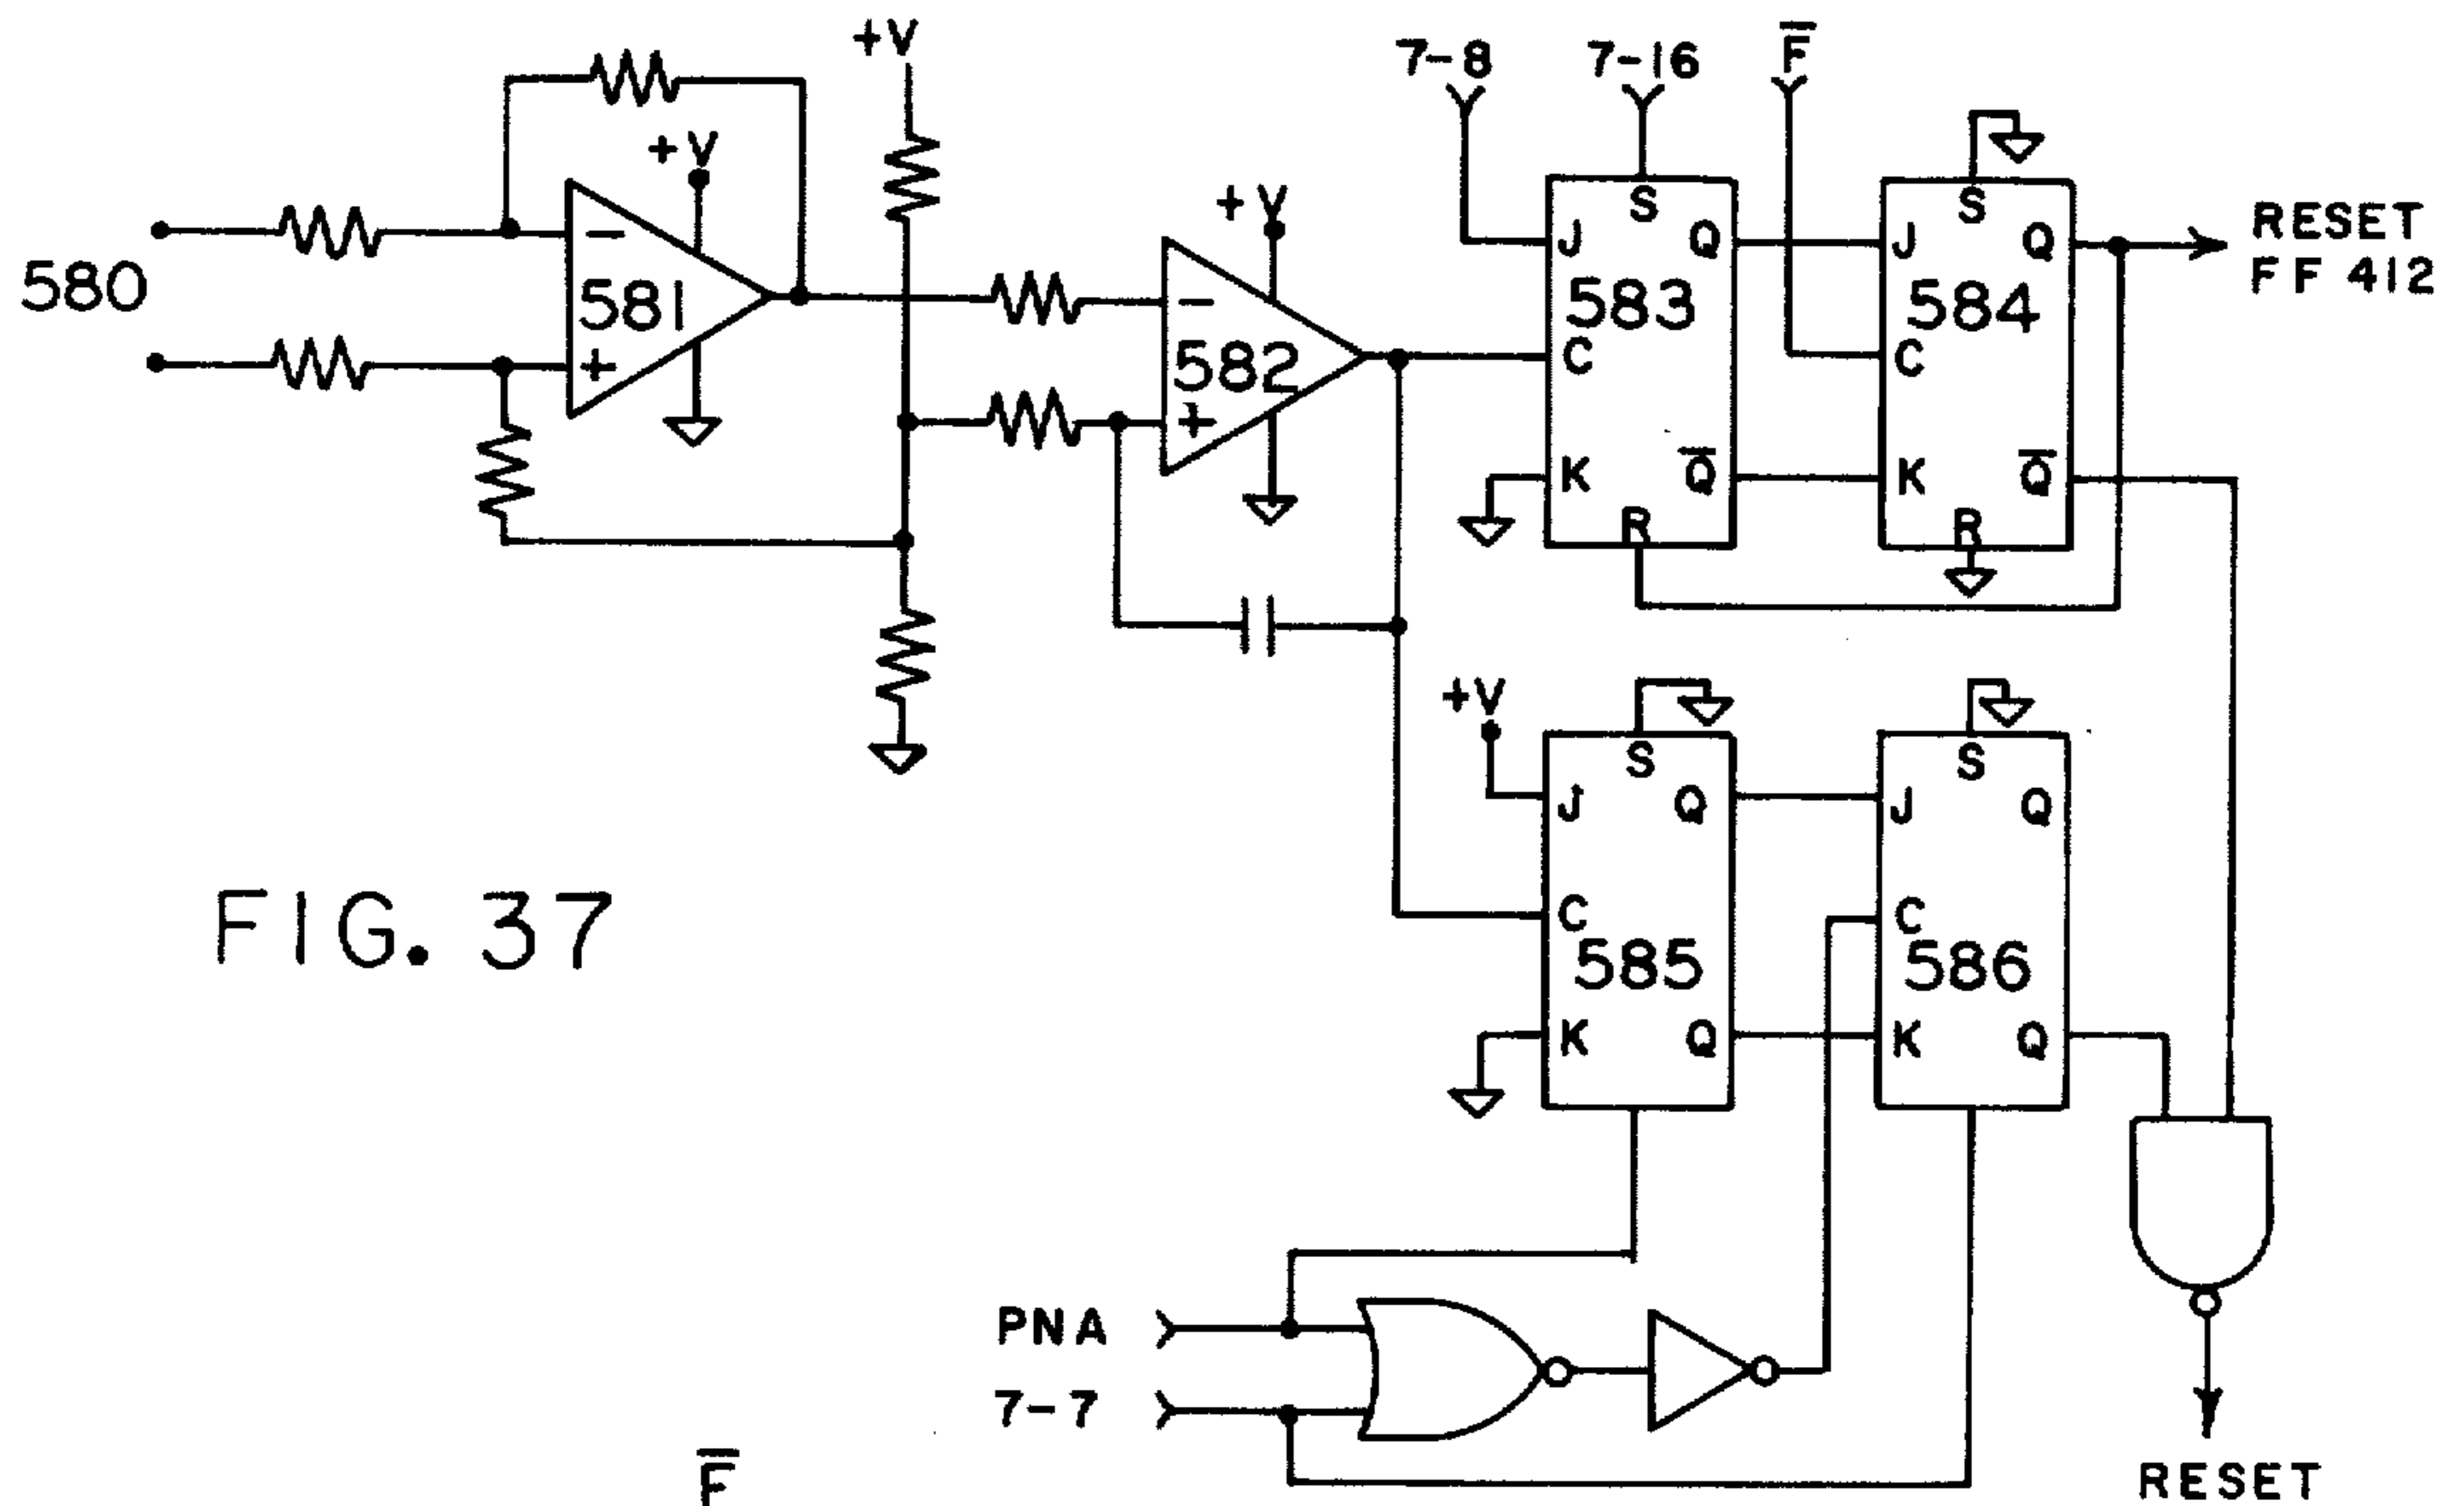 +V
7-8
7-16
F̅
+V
+V
580
581
-
+
582
-
+
S
J
Q
583
C
K
Q̅
R
S
J
Q
584
C
K
Q̅
R
RESET
FF 412
+V
S
J
Q
C
585
K
Q
S
J
Q
C
586
K
Q
FIG. 37
PNA
7-7
F̅
RESET